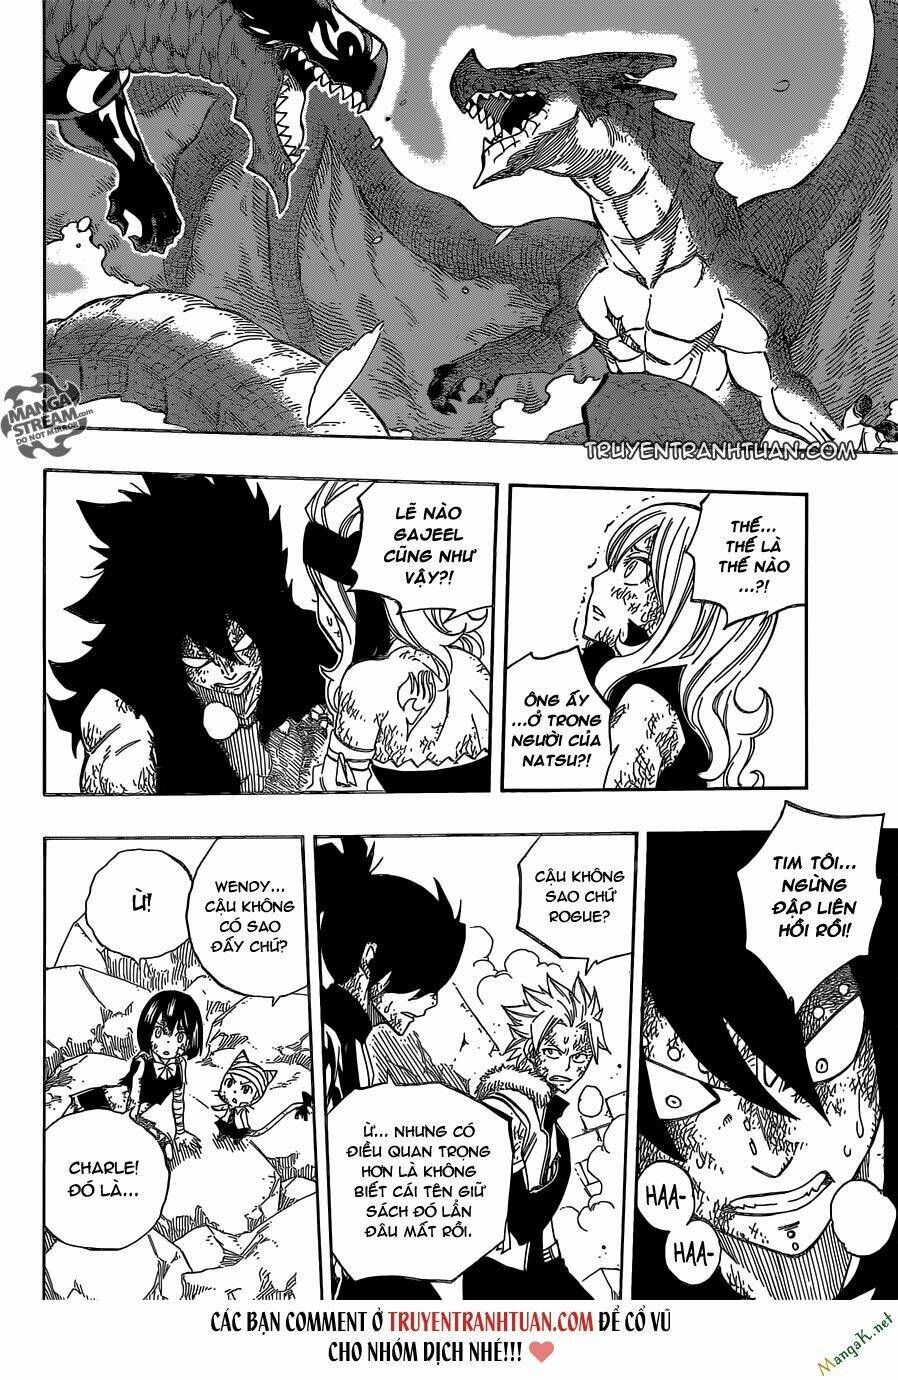 MANGA
STREAM.com
DO NOT MIRROR
TRUYENTRANHTUAN.COM
THẾ...
THẾ LÀ
THẾ NÀO
...?!
ÔNG ẤY
...Ở TRONG
NGƯỜI CỦA
NATSU?!
LẼ NÀO
GAJEEL
CŨNG NHƯ
VẬY?!
TIM TÔI...
NGỪNG
ĐẬP LIÊN
HỒI RỒI!
HAA-
HAA-
CẬU KHÔNG
SAO CHỨ
ROGUE?
Ừ... NHƯNG CÓ
ĐIỀU QUAN TRỌNG
HƠN LÀ KHÔNG
BIẾT CÁI TÊN GIỮ
SÁCH ĐÓ LẨN
ĐÂU MẤT RỒI.
WENDY...
CẬU KHÔNG
CÓ SAO
ĐẤY CHỨ?
Ừ!
CHARLE!
ĐÓ LÀ...
CÁC BẠN COMMENT Ở TRUYENTRANHTUAN.COM ĐỂ CỔ VŨ
CHO NHÓM DỊCH NHÉ!!!
MangaK.net